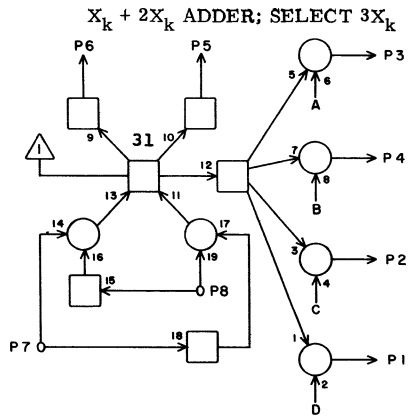 X_k + 2X_k ADDER; SELECT 3X_k
P6 P5
P3
5 6
A
9 31 10
1
12
7 8
P4
B
13 11
14 17
16 19
3 4
P2
C
15
P8
18
P7
1 2
P1
D